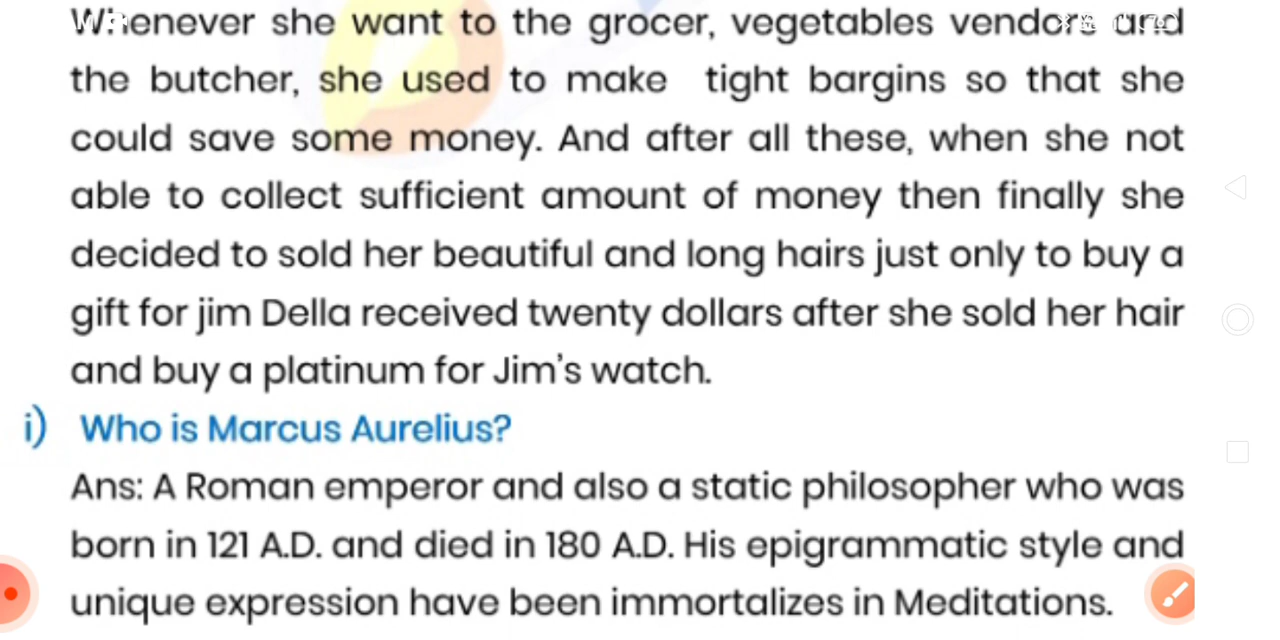 Whenever she want to the grocer, vegetables vendors and
the butcher, she used to make tight bargins so that she
could save some money. And after all these, when she not
able to collect sufficient amount of money then finally she
decided to sold her beautiful and long hairs just only to buy a
gift for jim Della received twenty dollars after she sold her hair
and buy a platinum for Jim's watch.
i) Who is Marcus Aurelius?
Ans: A Roman emperor and also a static philosopher who was
born in 121 A.D. and died in 180 A.D. His epigrammatic style and
unique expression have been immortalizes in Meditations.